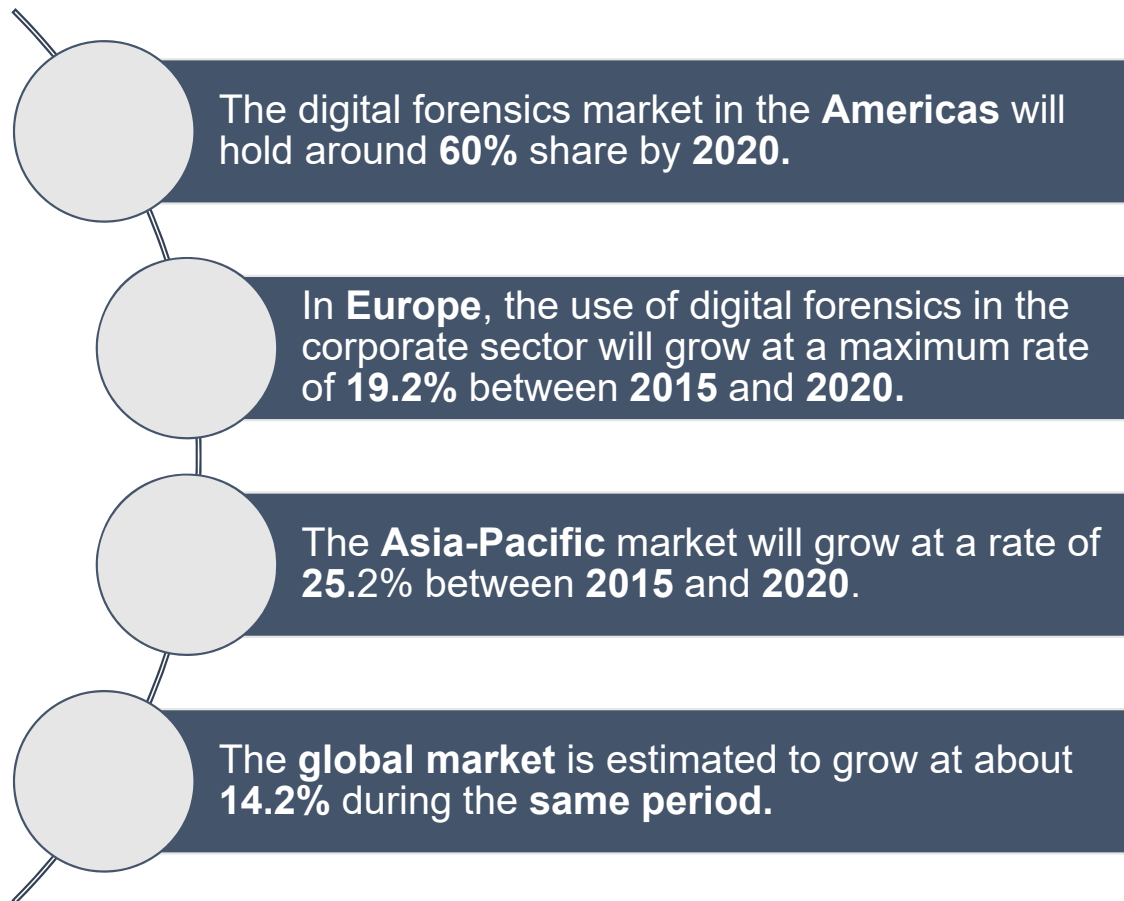 The digital forensics market in the Americas will
hold around 60% share by 2020.
In Europe, the use of digital forensics in the
corporate sector will grow at a maximum rate
of 19.2% between 2015 and 2020.
The Asia-Pacific market will grow at a rate of
25.2% between 2015 and 2020.
The global market is estimated to grow at about
14.2% during the same period.